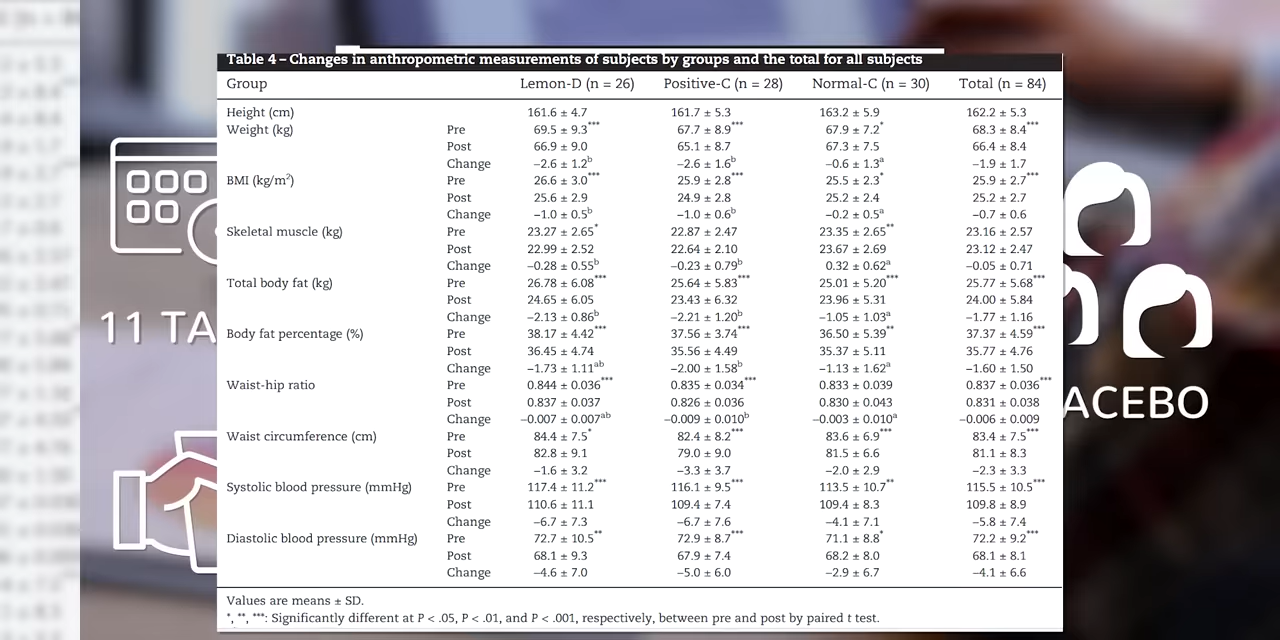 Table 4 – Changes in anthropometric measurements of subjects by groups and the total for all subjects
Group Lemon-D (n = 26) Positive-C (n = 28) Normal-C (n = 30) Total (n = 84)
Height (cm) 161.6 ± 4.7 161.7 ± 5.3 163.2 ± 5.9 162.2 ± 5.3
Weight (kg) Pre 69.5 ± 9.3*** 67.7 ± 8.9*** 67.9 ± 7.2* 68.3 ± 8.4***
Post 66.9 ± 9.0 65.1 ± 8.7 67.3 ± 7.5 66.4 ± 8.4
Change −2.6 ± 1.2b −2.6 ± 1.6b −0.6 ± 1.3a −1.9 ± 1.7
BMI (kg/m2) Pre 26.6 ± 3.0*** 25.9 ± 2.8*** 25.5 ± 2.3* 25.9 ± 2.7***
Post 25.6 ± 2.9 24.9 ± 2.8 25.2 ± 2.4 25.2 ± 2.7
Change −1.0 ± 0.5b −1.0 ± 0.6b −0.2 ± 0.5a −0.7 ± 0.6
Skeletal muscle (kg) Pre 23.27 ± 2.65* 22.87 ± 2.47 23.35 ± 2.65** 23.16 ± 2.57
Post 22.99 ± 2.52 22.64 ± 2.10 23.67 ± 2.69 23.12 ± 2.47
Change −0.28 ± 0.55b −0.23 ± 0.79b 0.32 ± 0.62a −0.05 ± 0.71
Total body fat (kg) Pre 26.78 ± 6.08*** 25.64 ± 5.83*** 25.01 ± 5.20*** 25.77 ± 5.68***
Post 24.65 ± 6.05 23.43 ± 6.32 23.96 ± 5.31 24.00 ± 5.84
Change −2.13 ± 0.86b −2.21 ± 1.20b −1.05 ± 1.03a −1.77 ± 1.16
Body fat percentage (%) Pre 38.17 ± 4.42*** 37.56 ± 3.74*** 36.50 ± 5.39** 37.37 ± 4.59***
Post 36.45 ± 4.74 35.56 ± 4.49 35.37 ± 5.11 35.77 ± 4.76
Change −1.73 ± 1.11ab −2.00 ± 1.58b −1.13 ± 1.62a −1.60 ± 1.50
Waist-hip ratio Pre 0.844 ± 0.036*** 0.835 ± 0.034*** 0.833 ± 0.039 0.837 ± 0.036***
Post 0.837 ± 0.037 0.826 ± 0.036 0.830 ± 0.043 0.831 ± 0.038
Change −0.007 ± 0.007ab −0.009 ± 0.010b −0.003 ± 0.010a −0.006 ± 0.009
Waist circumference (cm) Pre 84.4 ± 7.5* 82.4 ± 8.2*** 83.6 ± 6.9*** 83.4 ± 7.5***
Post 82.8 ± 9.1 79.0 ± 9.0 81.5 ± 6.6 81.1 ± 8.3
Change −1.6 ± 3.2 −3.3 ± 3.7 −2.0 ± 2.9 −2.3 ± 3.3
Systolic blood pressure (mmHg) Pre 117.4 ± 11.2*** 116.1 ± 9.5*** 113.5 ± 10.7** 115.5 ± 10.5***
Post 110.6 ± 11.1 109.4 ± 7.4 109.4 ± 8.3 109.8 ± 8.9
Change −6.7 ± 7.3 −6.7 ± 7.6 −4.1 ± 7.1 −5.8 ± 7.4
Diastolic blood pressure (mmHg) Pre 72.7 ± 10.5** 72.9 ± 8.7*** 71.1 ± 8.8* 72.2 ± 9.2***
Post 68.1 ± 9.3 67.9 ± 7.4 68.2 ± 8.0 68.1 ± 8.1
Change −4.6 ± 7.0 −5.0 ± 6.0 −2.9 ± 6.7 −4.1 ± 6.6
Values are means ± SD.
*, **, ***: Significantly different at P < .05, P < .01, and P < .001, respectively, between pre and post by paired t test.
11 TA
ACEBO